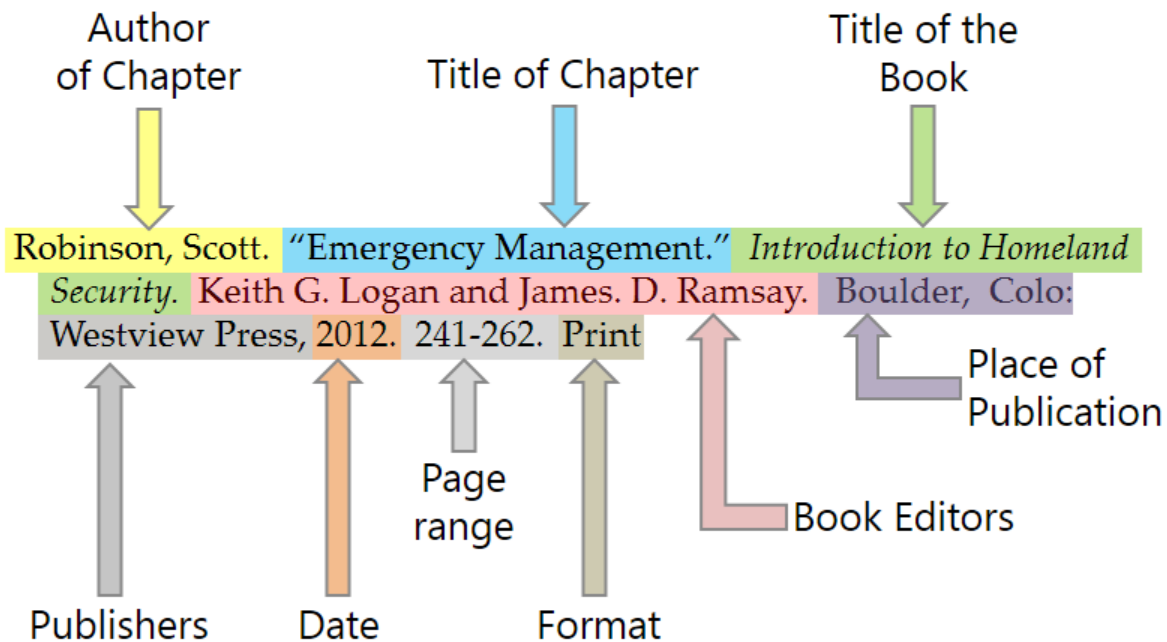 Author
of Chapter
Title of Chapter
Title of the
Book
Robinson, Scott. “Emergency Management.” Introduction to Homeland
Security. Keith G. Logan and James. D. Ramsay. Boulder, Colo:
Westview Press, 2012. 241-262. Print
Place of
Publication
Page
range
Book Editors
Publishers
Date
Format